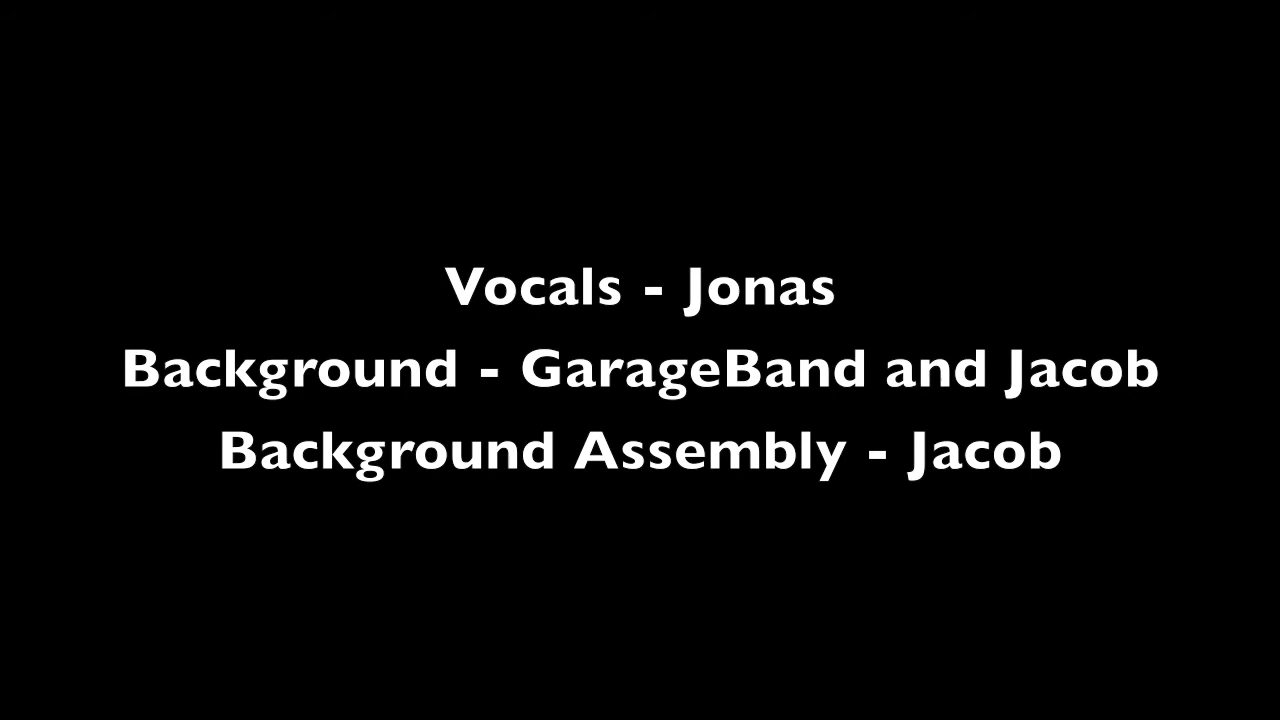 Vocals - Jonas
Background - GarageBand and Jacob
Background Assembly - Jacob